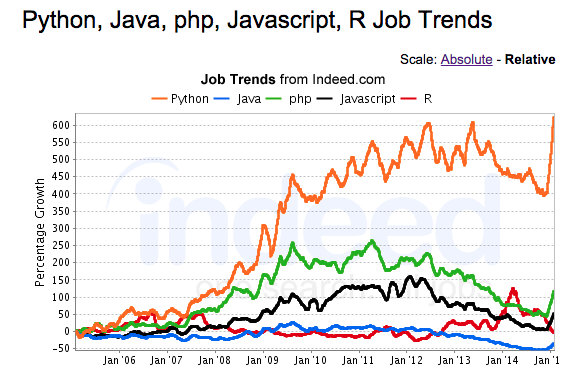 Python, Java, php, Javascript, R Job Trends
Scale: Absolute - Relative
Job Trends from Indeed.com
Python Java php Javascript R
Percentage Growth
600
550
500
450
400
350
300
250
200
150
100
50
0
-50
Jan'06 Jan'07 Jan'08 Jan'09 Jan'10 Jan'11 Jan'12 Jan'13 Jan'14 Jan'1
indeed